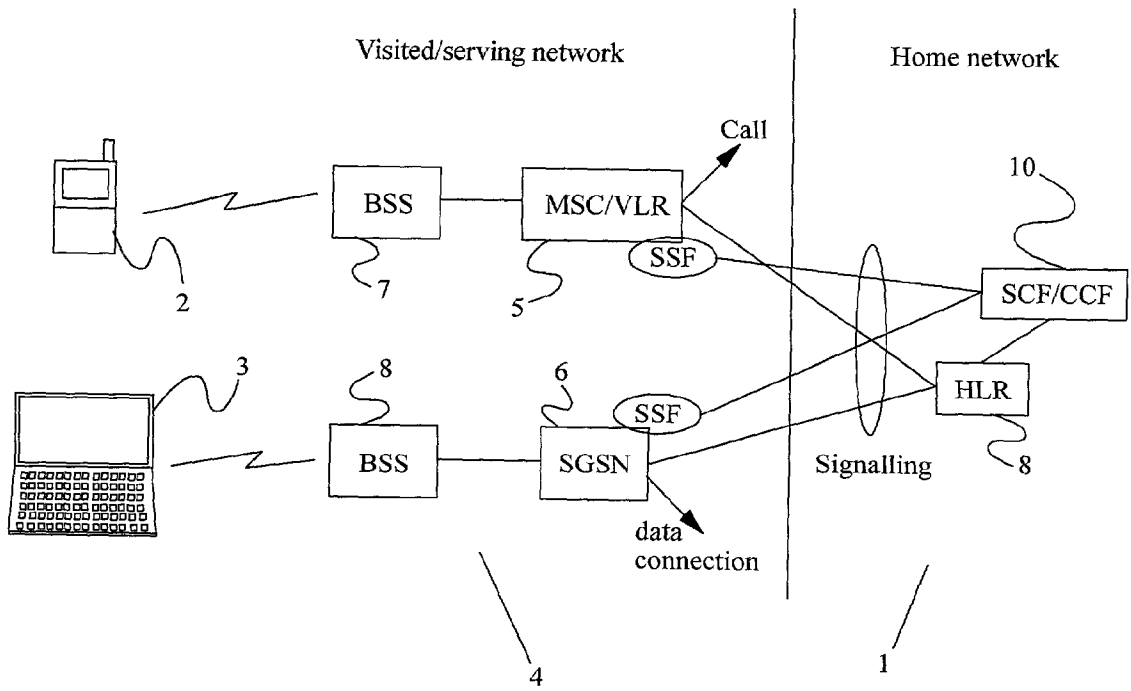 Visited/serving network
Home network
Call
10
BSS
MSC/VLR
SSF
SCF/CCF
2
7
5
3
8
6
SSF
HLR
BSS
SGSN
Signalling
8
data
connection
4
1